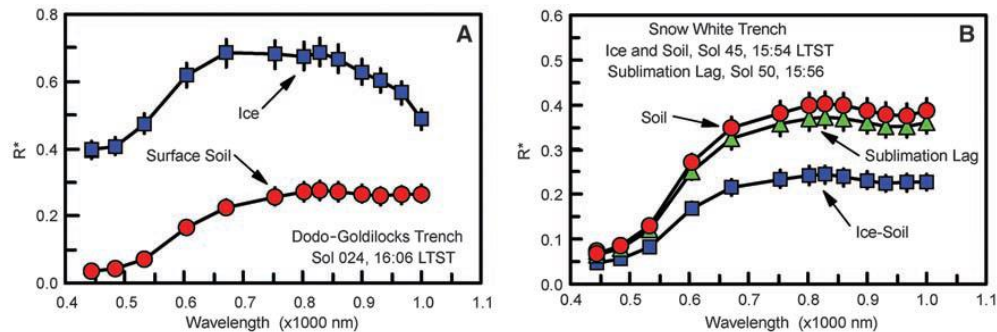 A
0.8
0.6
0.4
0.2
0.0
R*
Ice
Surface Soil
Dodo-Goldilocks Trench
Sol 024, 16:06 LTST
0.4 0.5 0.6 0.7 0.8 0.9 1.0 1.1
Wavelength (x1000 nm)
B
0.6
0.5
0.4
0.3
0.2
0.1
0.0
R*
Snow White Trench
Ice and Soil, Sol 45, 15:54 LTST
Sublimation Lag, Sol 50, 15:56
Soil
Sublimation Lag
Ice-Soil
0.4 0.5 0.6 0.7 0.8 0.9 1.0 1.1
Wavelength (x1000 nm)